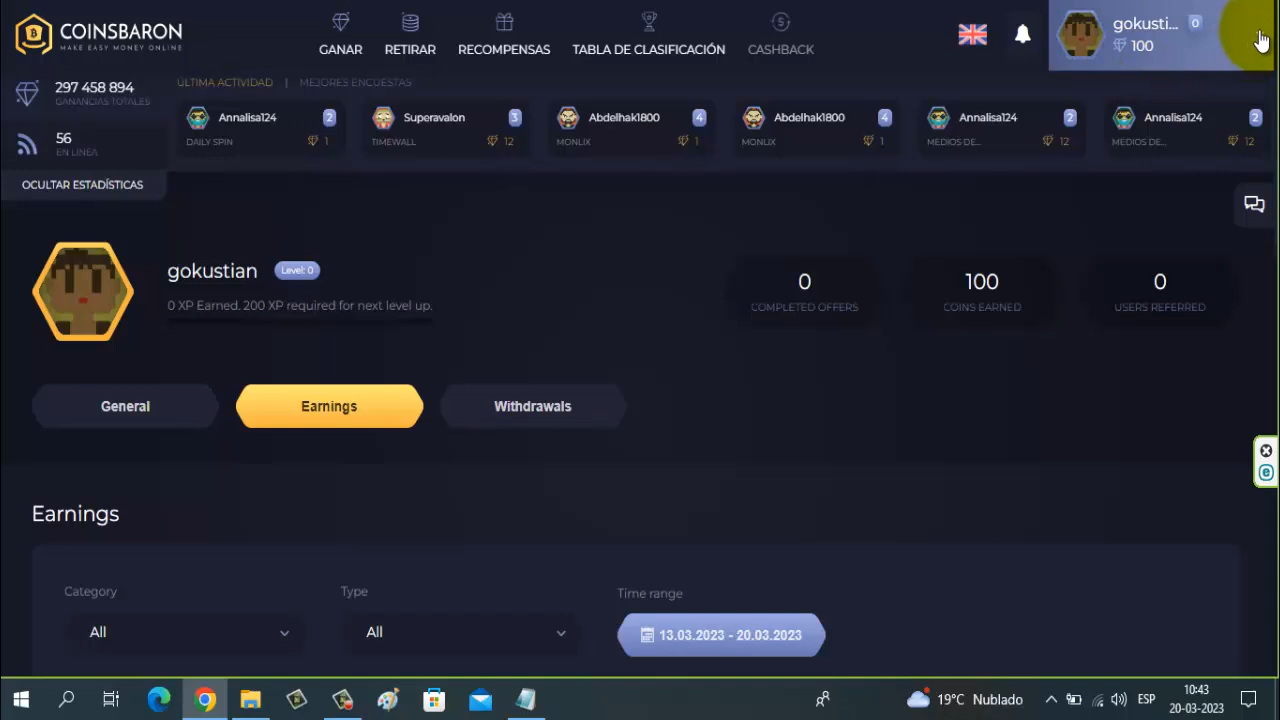 COINSBARON
MAKE EASY MONEY ONLINE
GANAR
RETIRAR
RECOMPENSAS
TABLA DE CLASIFICACIÓN
CASHBACK
gokusti... 0
100
297 458 894
GANANCIAS TOTALES
56
EN LÍNEA
OCULTAR ESTADÍSTICAS
ÚLTIMA ACTIVIDAD | MEJORES ENCUESTAS
Annalisa124 2
DAILY SPIN 1
Superavalon 3
TIMEWALL 12
Abdelhak1800 4
MONLIX 1
Abdelhak1800 4
MONLIX 1
Annalisa124 2
MEDIOS DE... 12
Annalisa124 2
MEDIOS DE... 12
gokustian Level: 0
0 XP Earned. 200 XP required for next level up.
0
COMPLETED OFFERS
100
COINS EARNED
0
USERS REFERRED
General
Earnings
Withdrawals
Earnings
Category
All
Type
All
Time range
13.03.2023 - 20.03.2023
19°C Nublado
ESP
10:43
20-03-2023